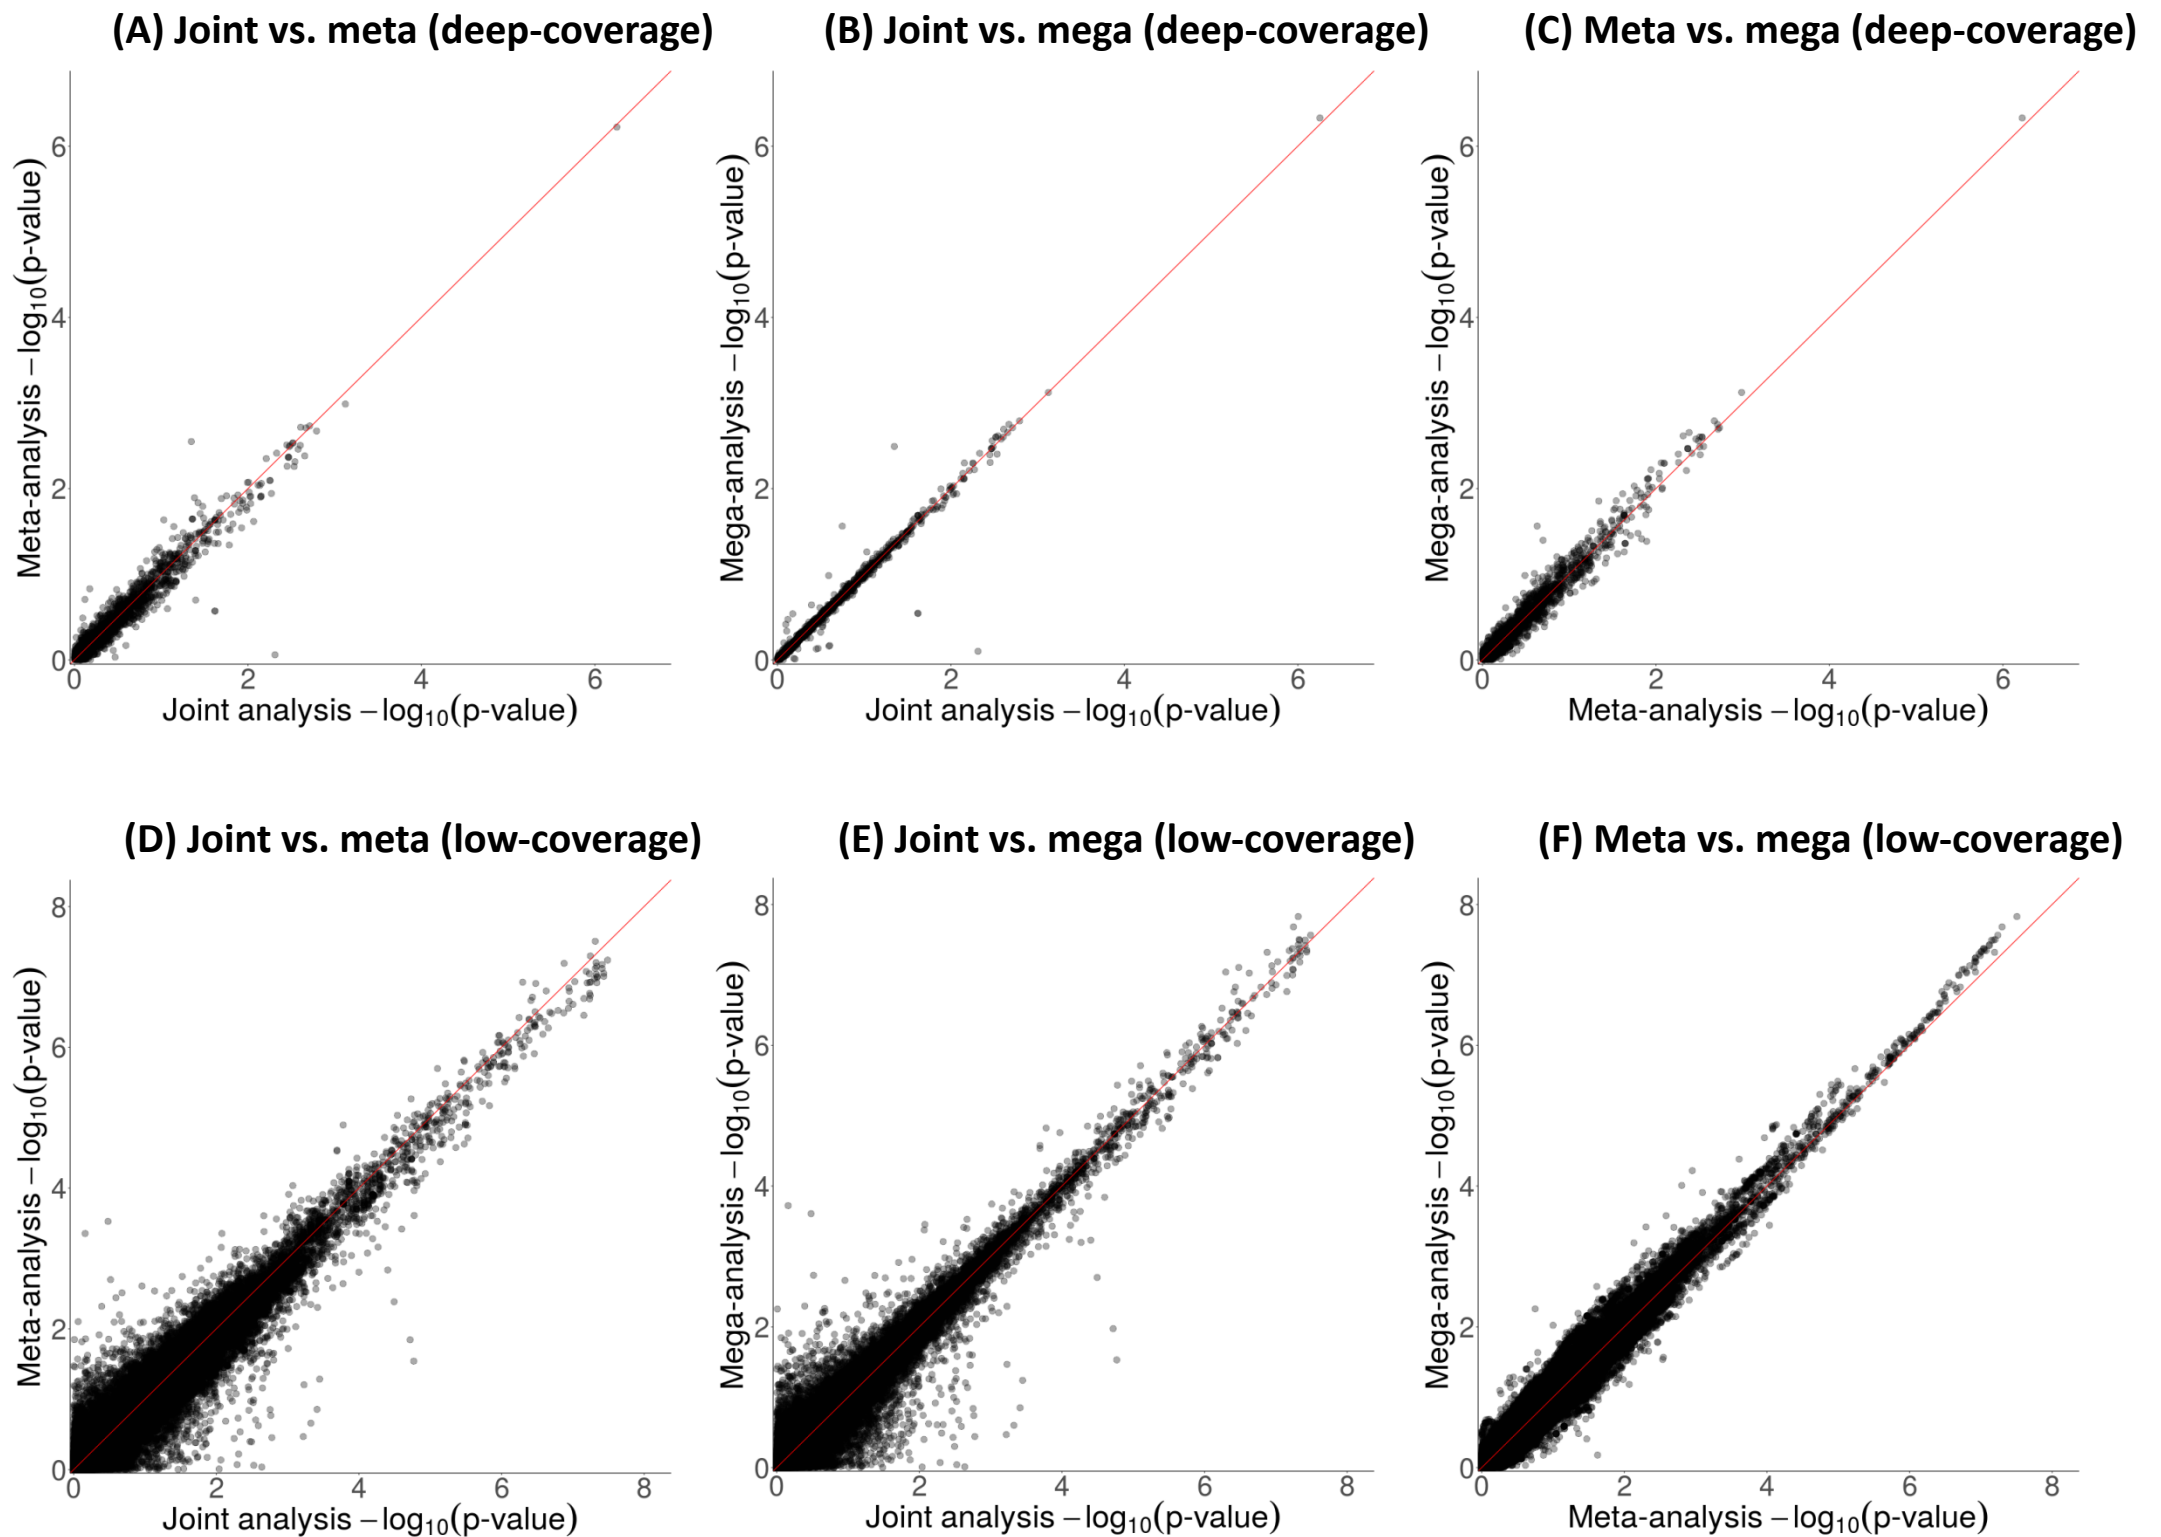 (A) Joint vs. meta (deep-coverage)
Meta-analysis −log10(p-value)
6
4
2
0
0 2 4 6
Joint analysis −log10(p-value)
(B) Joint vs. mega (deep-coverage)
Mega-analysis −log10(p-value)
6
4
2
0
0 2 4 6
Joint analysis −log10(p-value)
(C) Meta vs. mega (deep-coverage)
Mega-analysis −log10(p-value)
6
4
2
0
0 2 4 6
Meta-analysis −log10(p-value)
(D) Joint vs. meta (low-coverage)
Meta-analysis −log10(p-value)
8
6
4
2
0
0 2 4 6 8
Joint analysis −log10(p-value)
(E) Joint vs. mega (low-coverage)
Mega-analysis −log10(p-value)
8
6
4
2
0
0 2 4 6 8
Joint analysis −log10(p-value)
(F) Meta vs. mega (low-coverage)
Mega-analysis −log10(p-value)
8
6
4
2
0
0 2 4 6 8
Meta-analysis −log10(p-value)